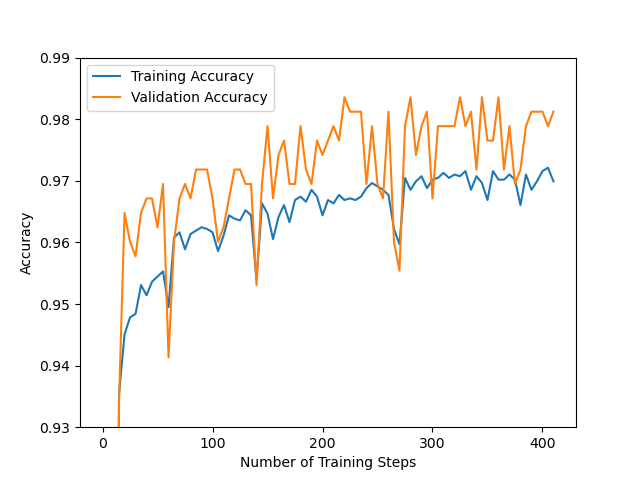 0.99
0.98
0.97
0.96
0.95
0.94
0.93
Accuracy
Training Accuracy
Validation Accuracy
0 100 200 300 400
Number of Training Steps